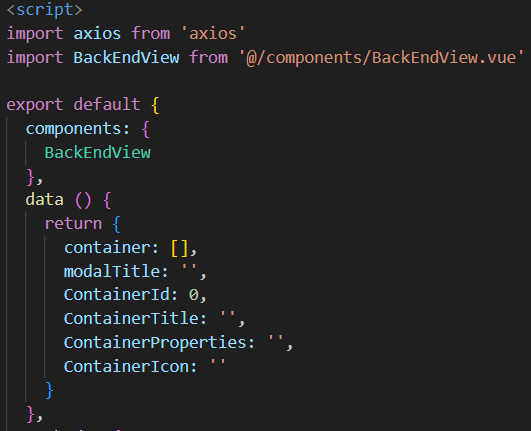 <script>
import axios from 'axios'
import BackEndView from '@/components/BackEndView.vue'
export default {
components: {
BackEndView
},
data () {
return {
container: [],
modalTitle: '',
ContainerId: 0,
ContainerTitle: '',
ContainerProperties: '',
ContainerIcon: ''
}
},